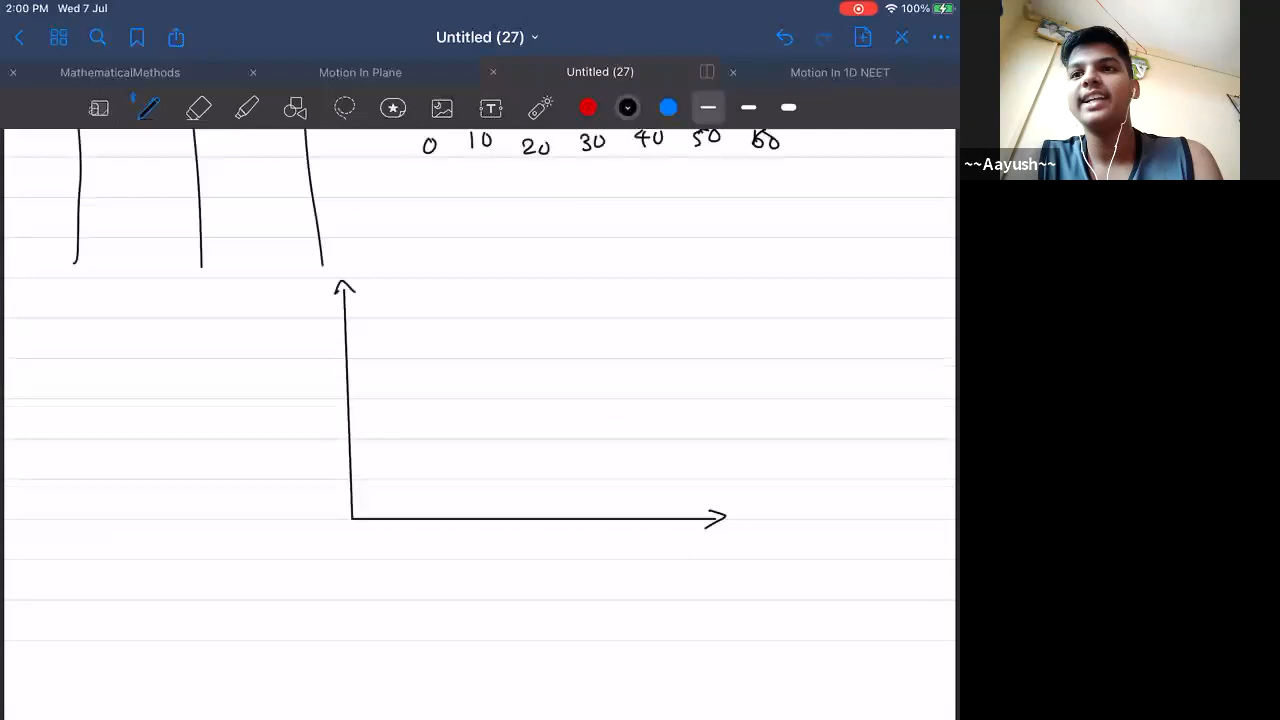 2:00 PM Wed 7 Jul
100%
Untitled (27)
MathematicalMethods
Motion In Plane
Untitled (27)
Motion In 1D NEET
T
0 10 20 30 40 50 60
~~Aayush~~